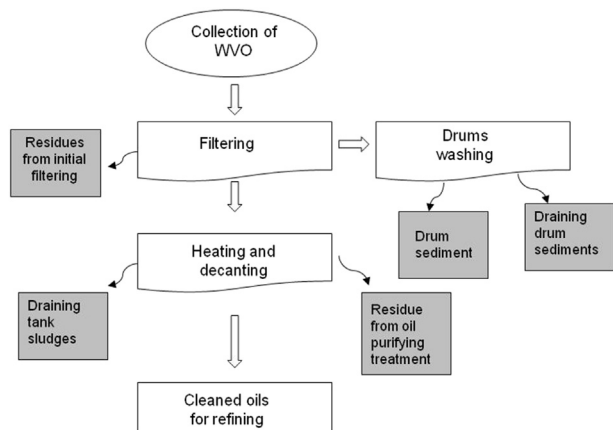 Collection of
WVO
Residues
from initial
filtering
Filtering
Drums
washing
Drum
sediment
Draining
drum
sediments
Heating and
decanting
Draining
tank
sludges
Residue
from oil
purifying
treatment
Cleaned oils
for refining